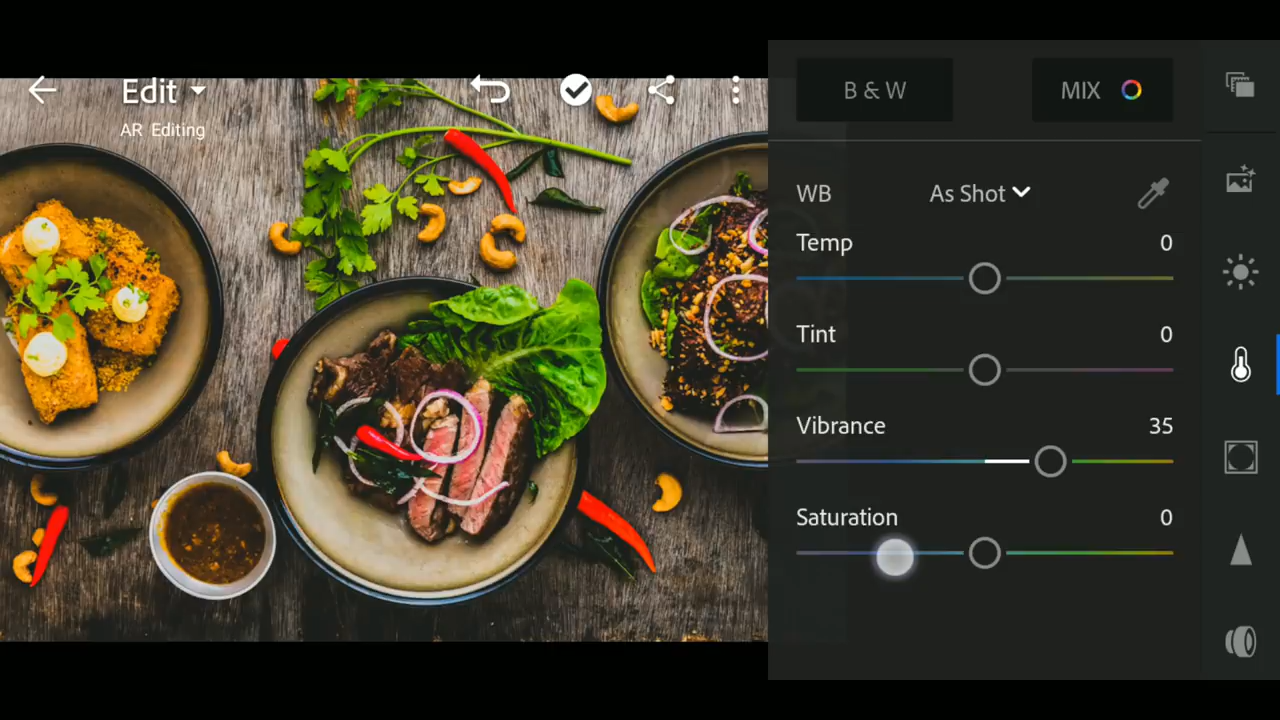 Edit
AR Editing
B & W
MIX
WB
As Shot
Temp
0
Tint
0
Vibrance
35
Saturation
0